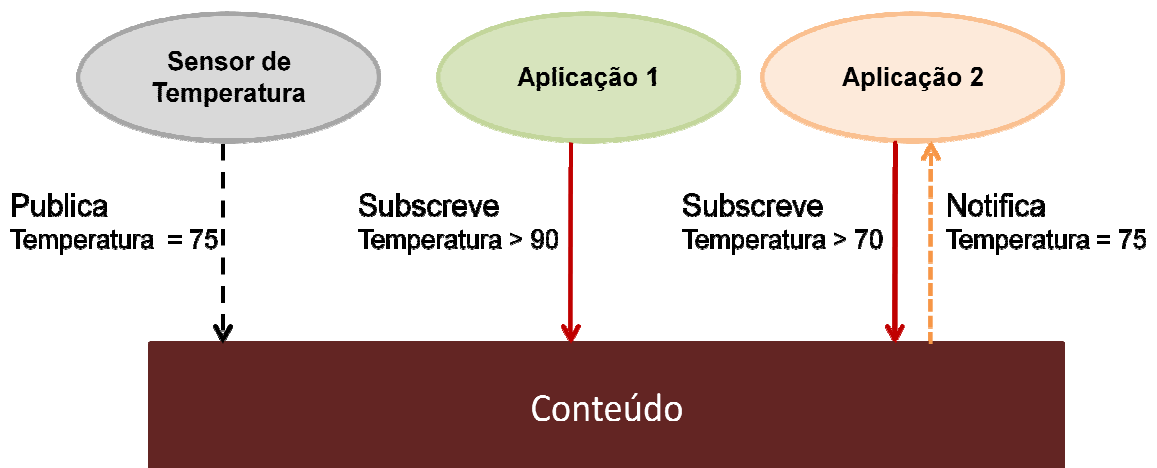 Sensor de
Temperatura
Aplicação 1
Aplicação 2
Publica
Temperatura = 75
Subscreve
Temperatura > 90
Subscreve
Temperatura > 70
Notifica
Temperatura = 75
Conteúdo